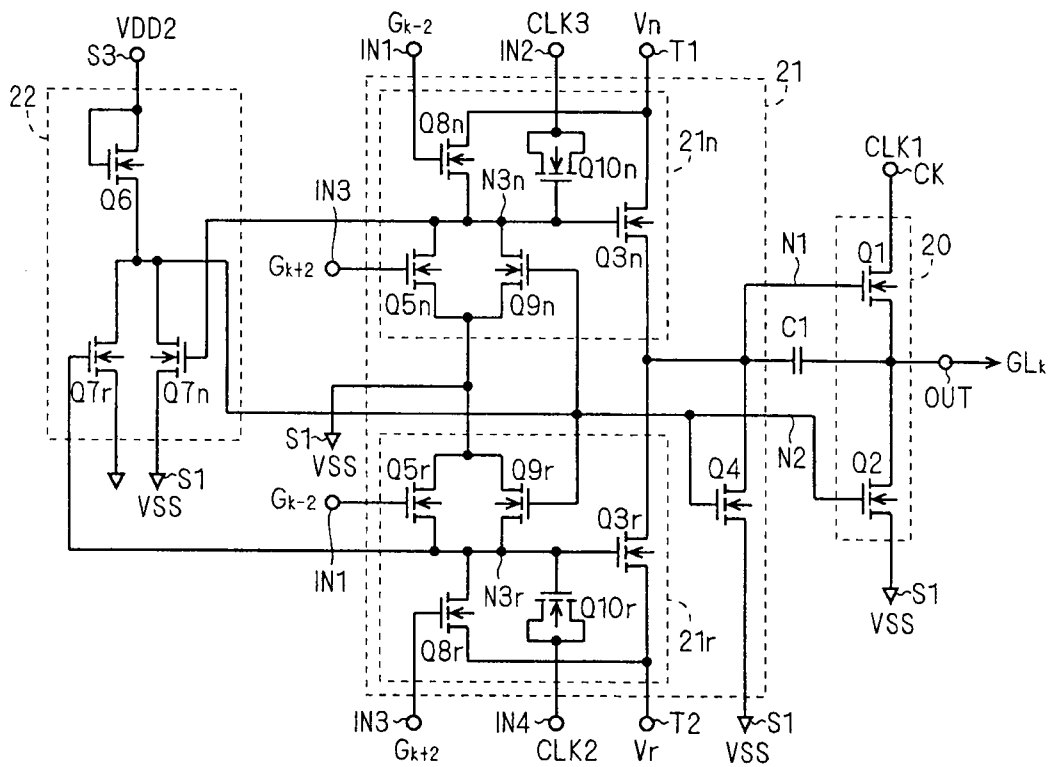 Gk-2
CLK3
Vn
VDD2
IN1
IN2
T1
S3
21
22
Q8n
21n
CLK1
Q10n
CK
Q6
IN3
N3n
20
N1
Q1
Gk+2
Q3n
Q5n
Q9n
C1
Q7r
Q7n
GLk
OUT
S1
VSS
N2
S1
VSS
Q5r
Q9r
Q4
Q2
Gk-2
Q3r
IN1
N3r
Q10r
S1
VSS
Q8r
21r
IN3
IN4
T2
S1
Gk+2
CLK2
Vr
VSS